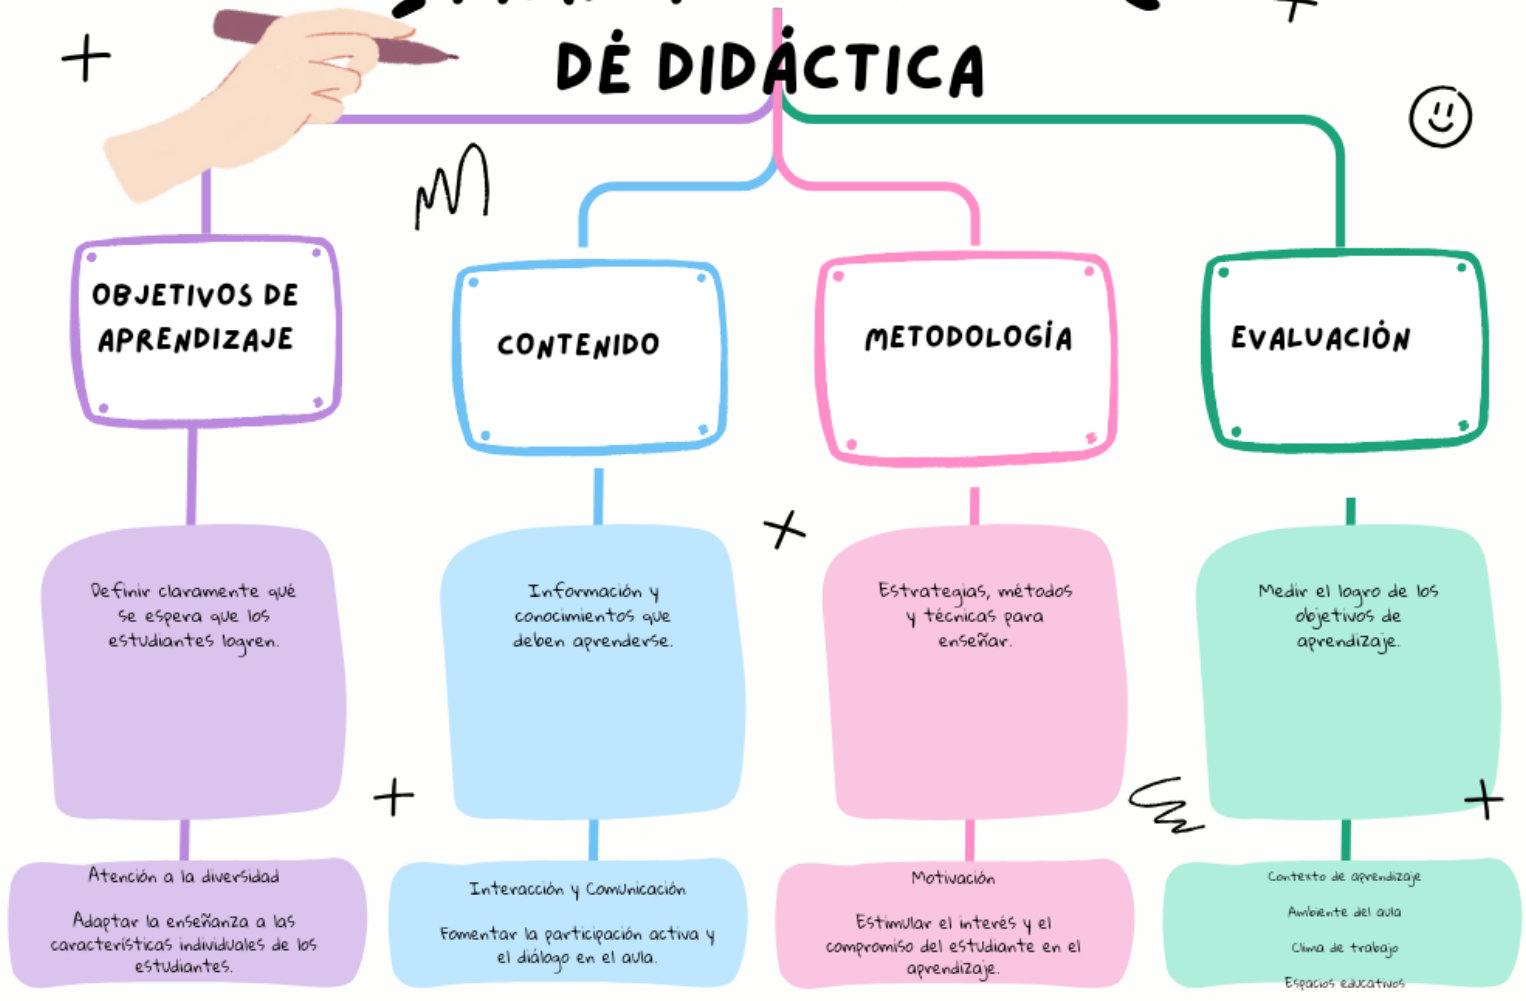 DE DIDÁCTICA
OBJETIVOS DE
APRENDIZAJE
CONTENIDO
METODOLOGÍA
EVALUACIÓN
Definir claramente qué
se espera que los
estudiantes logren.
Información y
conocimientos que
deben aprenderse.
Estrategias, métodos
y técnicas para
enseñar.
Medir el logro de los
objetivos de
aprendizaje.
Atención a la diversidad
Adaptar la enseñanza a las
características individuales de los
estudiantes.
Interacción y Comunicación
Fomentar la participación activa y
el diálogo en el aula.
Motivación
Estimular el interés y el
compromiso del estudiante en el
aprendizaje.
Contexto de aprendizaje
Ambiente del aula
Clima de trabajo
Espacios educativos